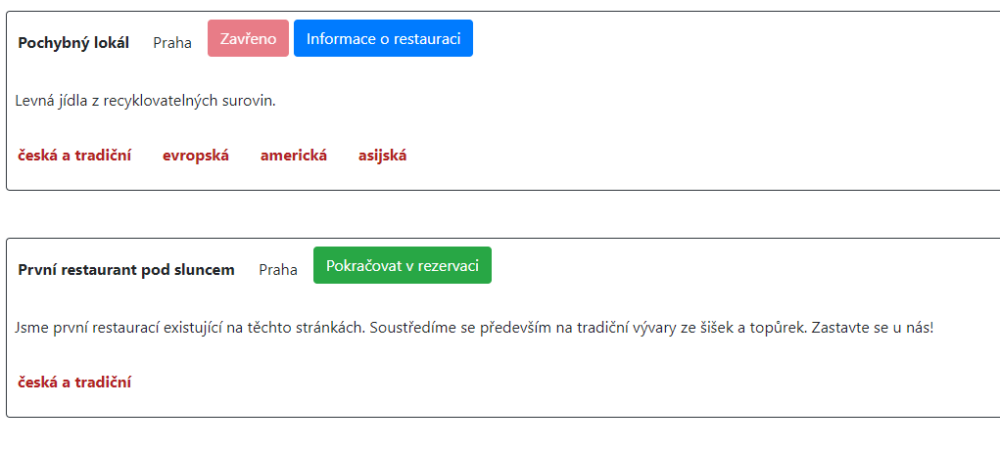 Pochybný lokál Praha Zavřeno Informace o restauraci
Levná jídla z recyklovatelných surovin.
česká a tradiční evropská americká asijská
První restaurant pod sluncem Praha Pokračovat v rezervaci
Jsme první restaurací existující na těchto stránkách. Soustředíme se především na tradiční vývary ze šišek a topůrek. Zastavte se u nás!
česká a tradiční